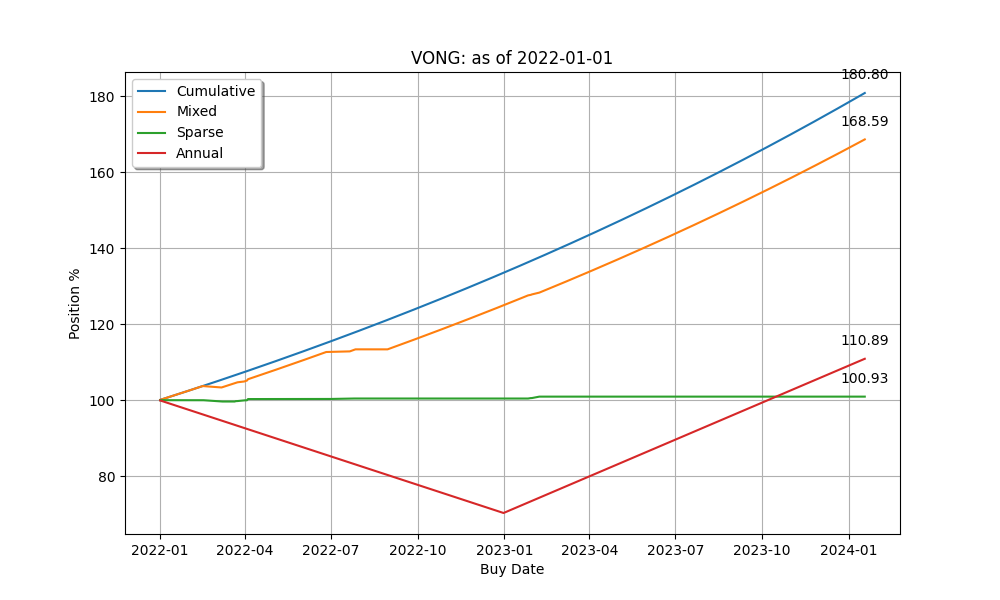 VONG: as of 2022-01-01
180.80
180
Cumulative
Mixed
Sparse
Annual
168.59
160
140
120
110.89
100.93
100
80
Position %
2022-01 2022-04 2022-07 2022-10 2023-01 2023-04 2023-07 2023-10 2024-01
Buy Date